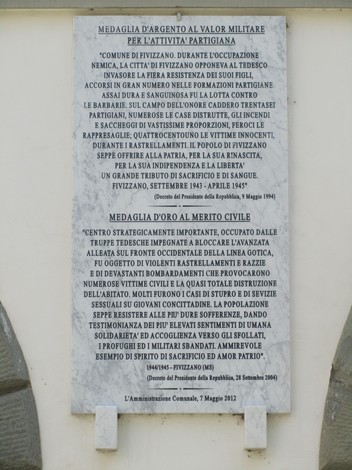 MEDAGLIA D'ARGENTO AL VALOR MILITARE
PER L'ATTIVITA' PARTIGIANA
"COMUNE DI FIVIZZANO. DURANTE L'OCCUPAZIONE
NEMICA, LA CITTA' DI FIVIZZANO OPPONEVA AL TEDESCO
INVASORE LA FIERA RESISTENZA DEI SUOI FIGLI,
ACCORSI IN GRAN NUMERO NELLE FORMAZIONI PARTIGIANE
ASSAI DURA E SANGUINOSA FU LA LOTTA CONTRO
LE BARBARIE. SUL CAMPO DELL'ONORE CADDERO TRENTASEI
PARTIGIANI, NUMEROSE LE CASE DISTRUTTE, GLI INCENDI
E SACCHEGGI DI VASTISSIME PROPORZIONI, FEROCI LE
RAPPRESAGLIE; QUATTROCENTOUNO LE VITTIME INNOCENTI,
DURANTE I RASTRELLAMENTI. IL POPOLO DI FIVIZZANO
SEPPE OFFRIRE ALLA PATRIA, PER LA SUA RINASCITA,
PER LA SUA INDIPENDENZA E LA LIBERTA'
UN GRANDE TRIBUTO DI SACRIFICIO E DI SANGUE.
FIVIZZANO, SETTEMBRE 1943 - APRILE 1945"
(Decreto del Presidente della Repubblica, 9 Maggio 1994)
MEDAGLIA D'ORO AL MERITO CIVILE
"CENTRO STRATEGICAMENTE IMPORTANTE, OCCUPATO DALLE
TRUPPE TEDESCHE IMPEGNATE A BLOCCARE L'AVANZATA
ALLEATA SUL FRONTE OCCIDENTALE DELLA LINEA GOTICA,
FU OGGETTO DI VIOLENTI RASTRELLAMENTI E RAZZIE
E DI DEVASTANTI BOMBARDAMENTI CHE PROVOCARONO
NUMEROSE VITTIME CIVILI E LA QUASI TOTALE DISTRUZIONE
DELL'ABITATO. MOLTI FURONO I CASI DI STUPRO E DI SEVIZIE
SESSUALI SU GIOVANI CONCITTADINE. LA POPOLAZIONE
SEPPE RESISTERE ALLE PIU' DURE SOFFERENZE, DANDO
TESTIMONIANZA DEI PIU' ELEVATI SENTIMENTI DI UMANA
SOLIDARIETA' ED ACCOGLIENZA VERSO GLI SFOLLATI,
I PROFUGHI ED I MILITARI SBANDATI. AMMIREVOLE
ESEMPIO DI SPIRITO DI SACRIFICIO ED AMOR PATRIO".
1944/1945 - FIVIZZANO (MS)
(Decreto del Presidente della Repubblica, 28 Settembre 2004)
L'Amministrazione Comunale, 7 Maggio 2012